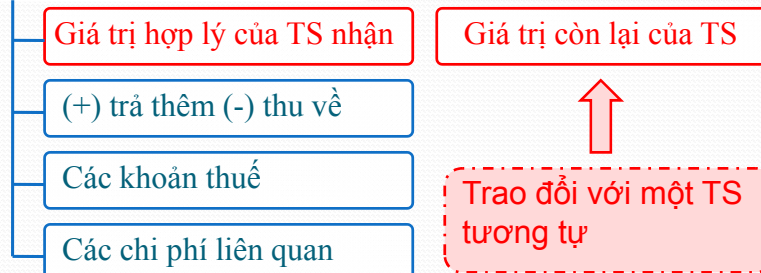 Giá trị hợp lý của TS nhận
Giá trị còn lại của TS
(+) trả thêm (-) thu về
Các khoản thuế
Trao đổi với một TS
tương tự
Các chi phí liên quan